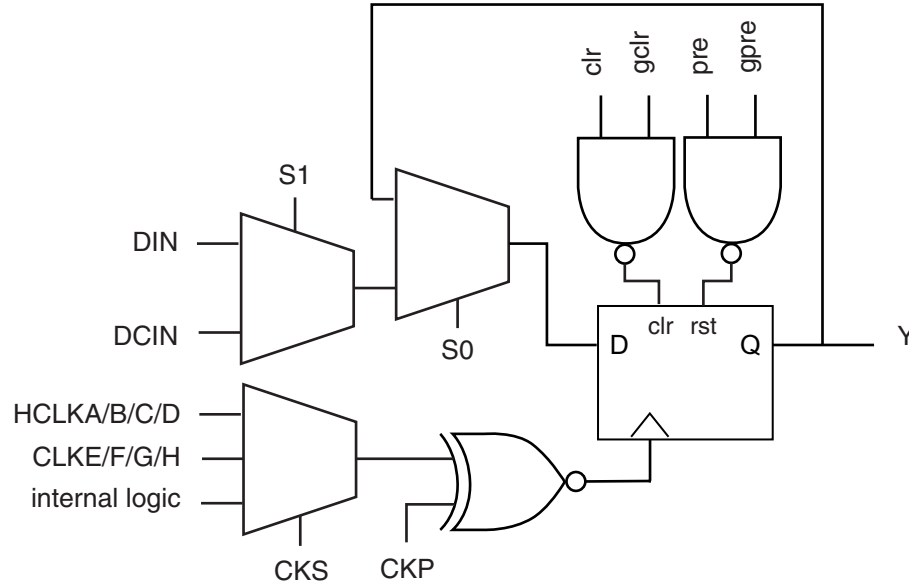 clr
gclr
pre
gpre
S1
DIN
DCIN
S0
clr rst
D Q
Y
HCLKA/B/C/D
CLKE/F/G/H
internal logic
CKS
CKP